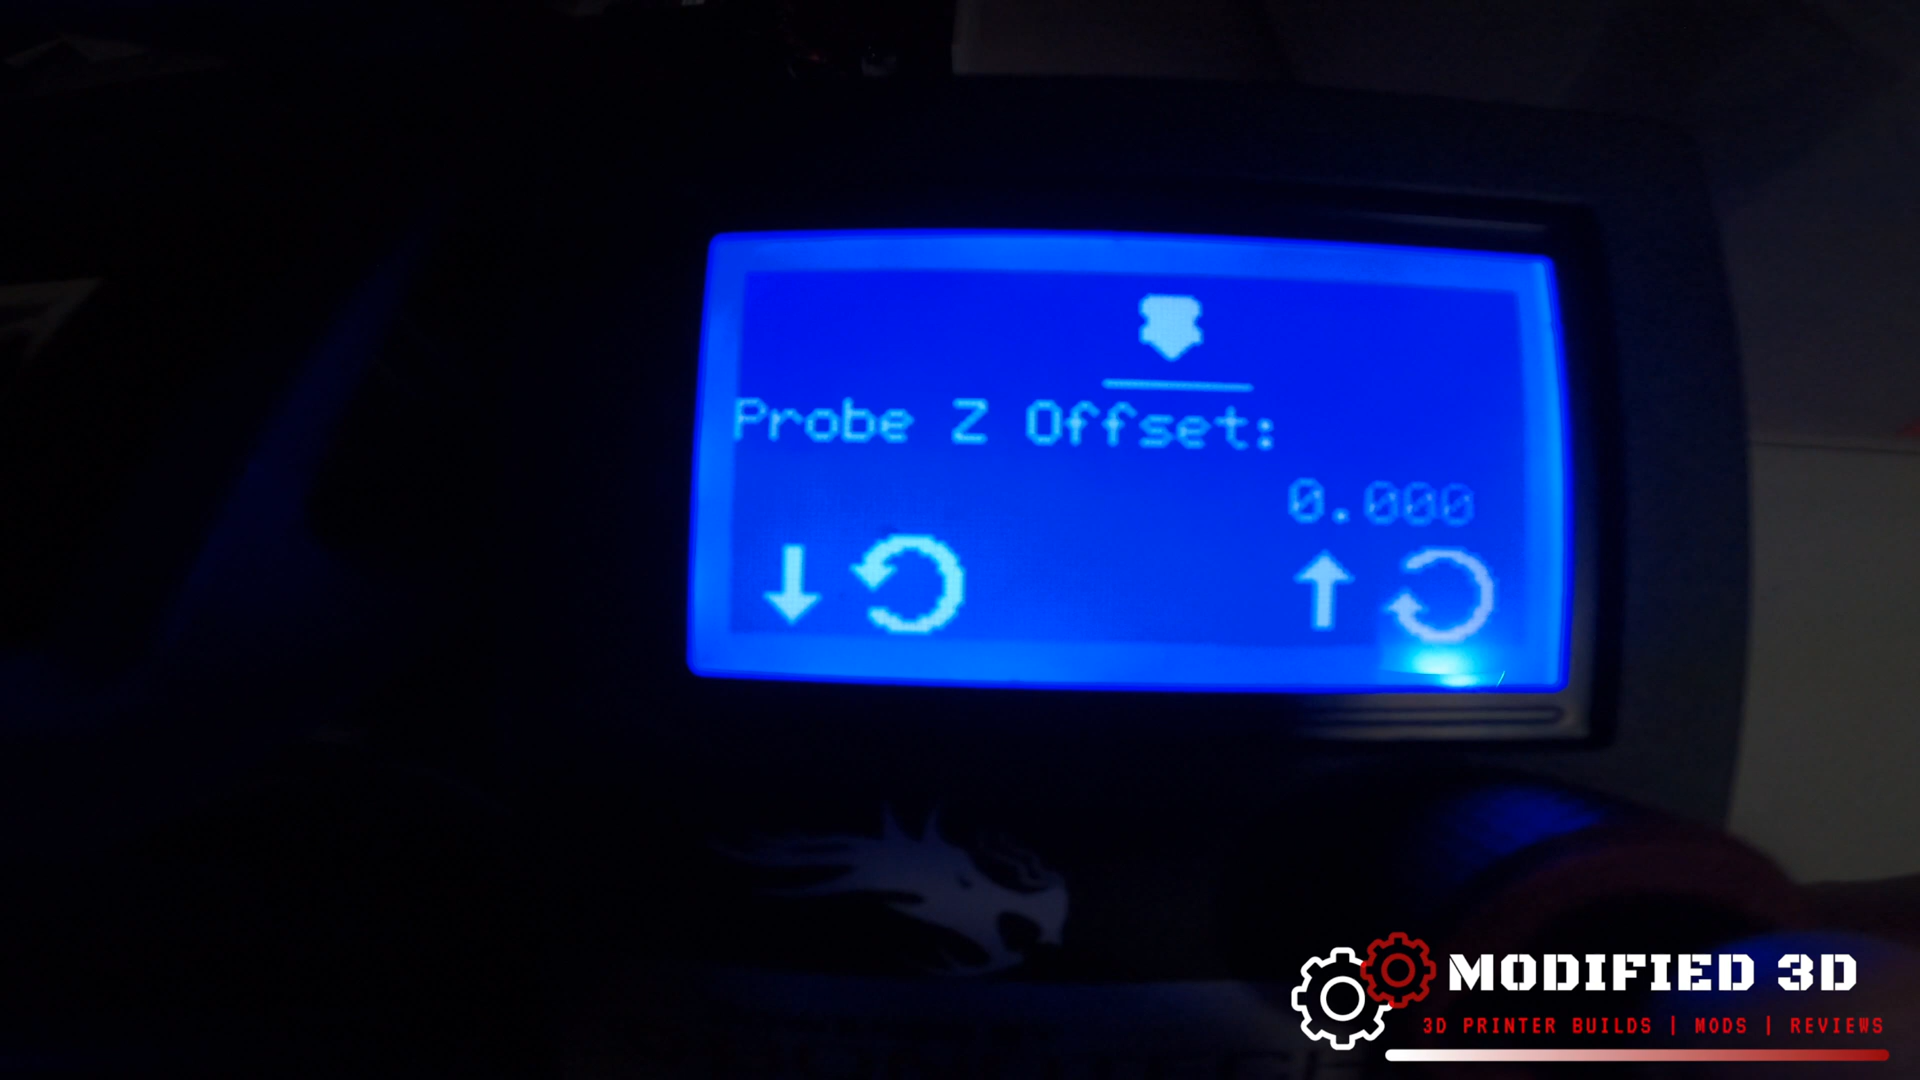 Probe Z Offset:
0.000
MODIFIED 3D
3D PRINTER BUILDS | MODS | REVIEWS